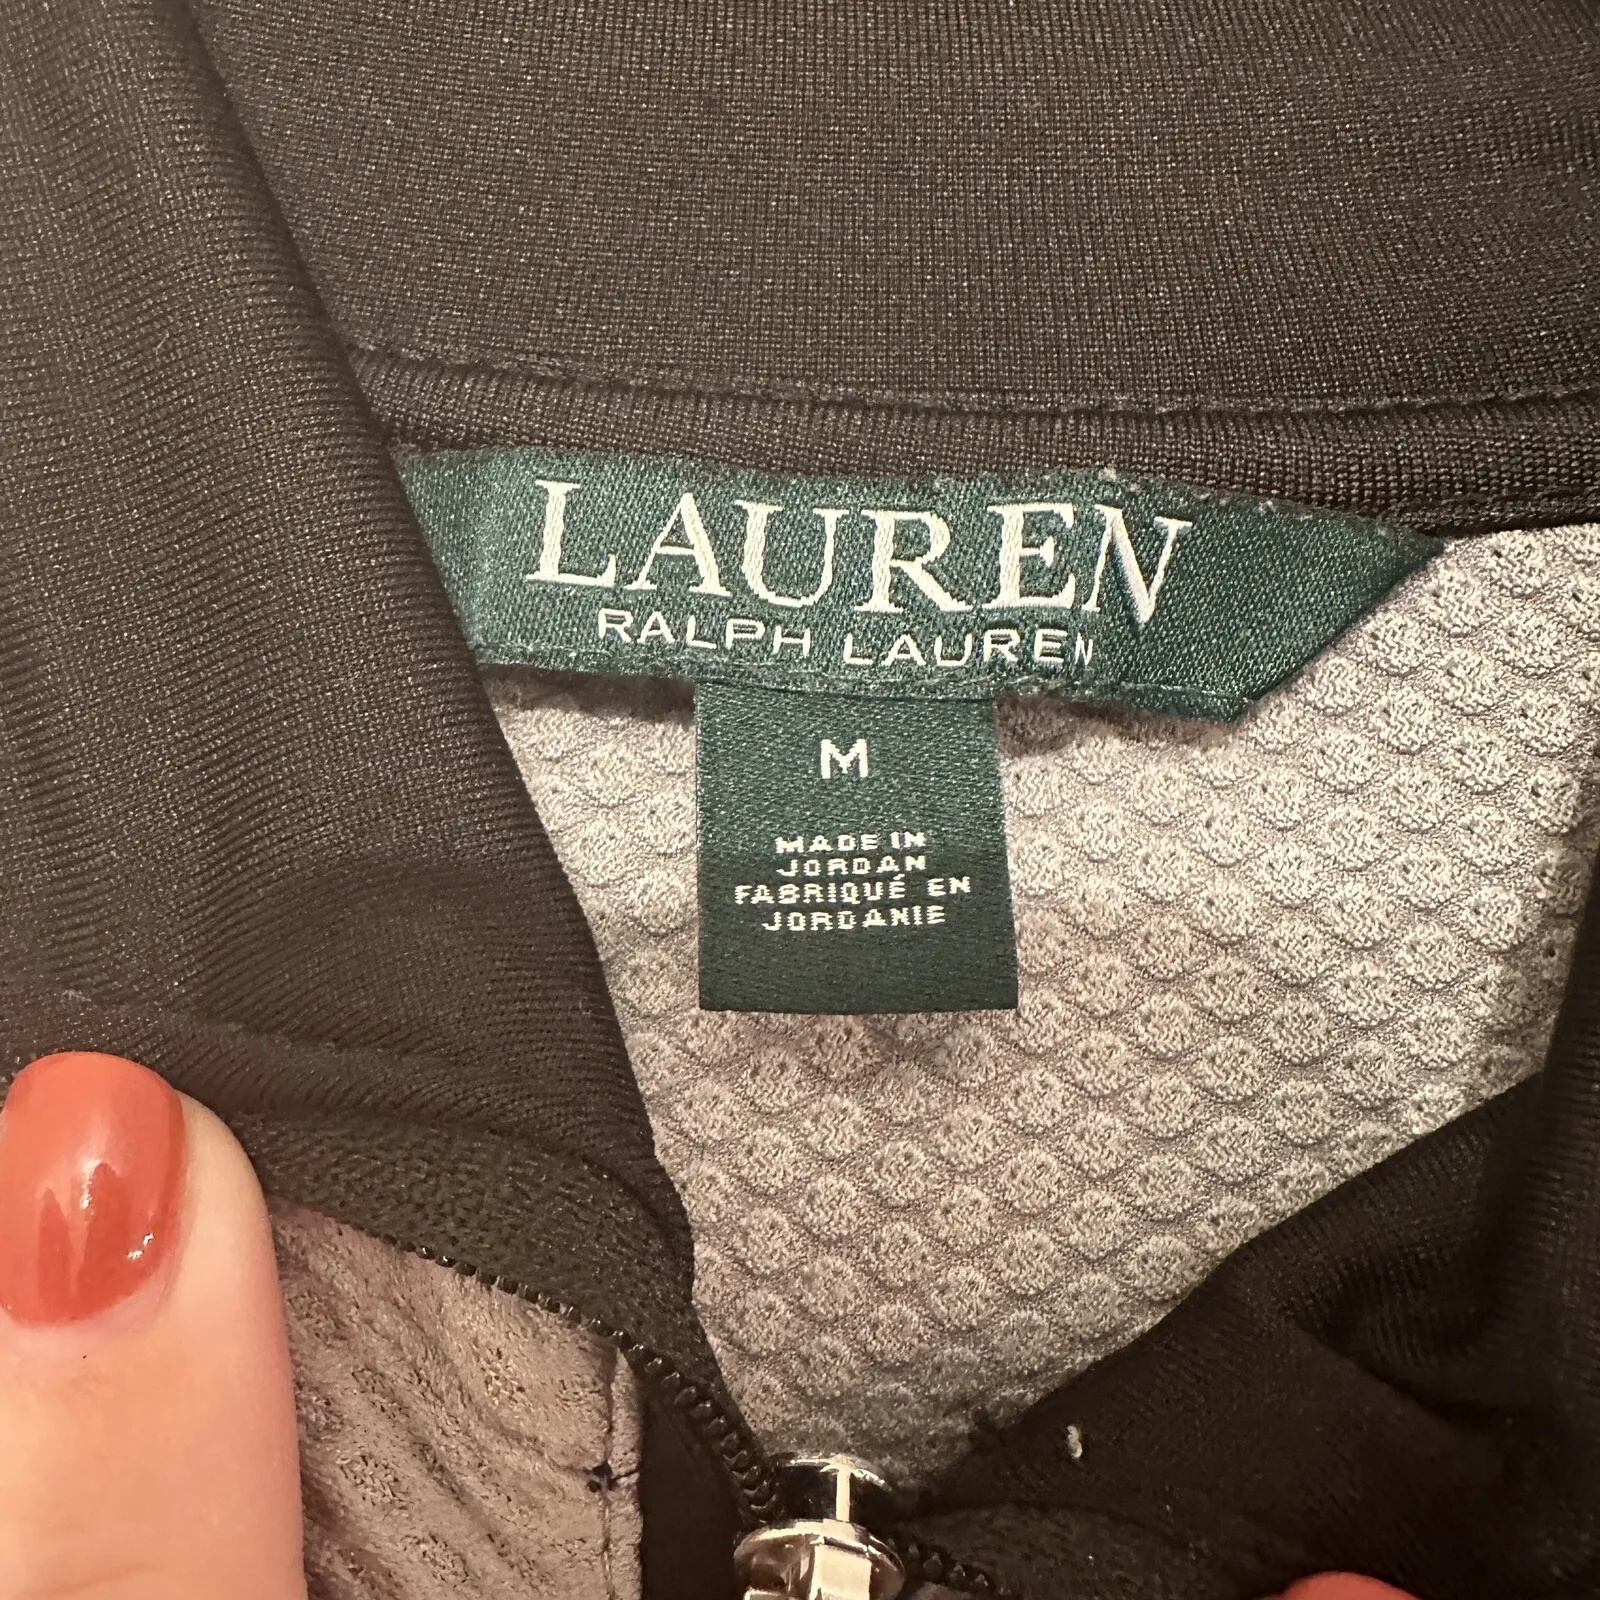 LAUREN
RALPH LAUREN
M
MADE IN
JORDAN
FABRIQUÉ EN
JORDANIE